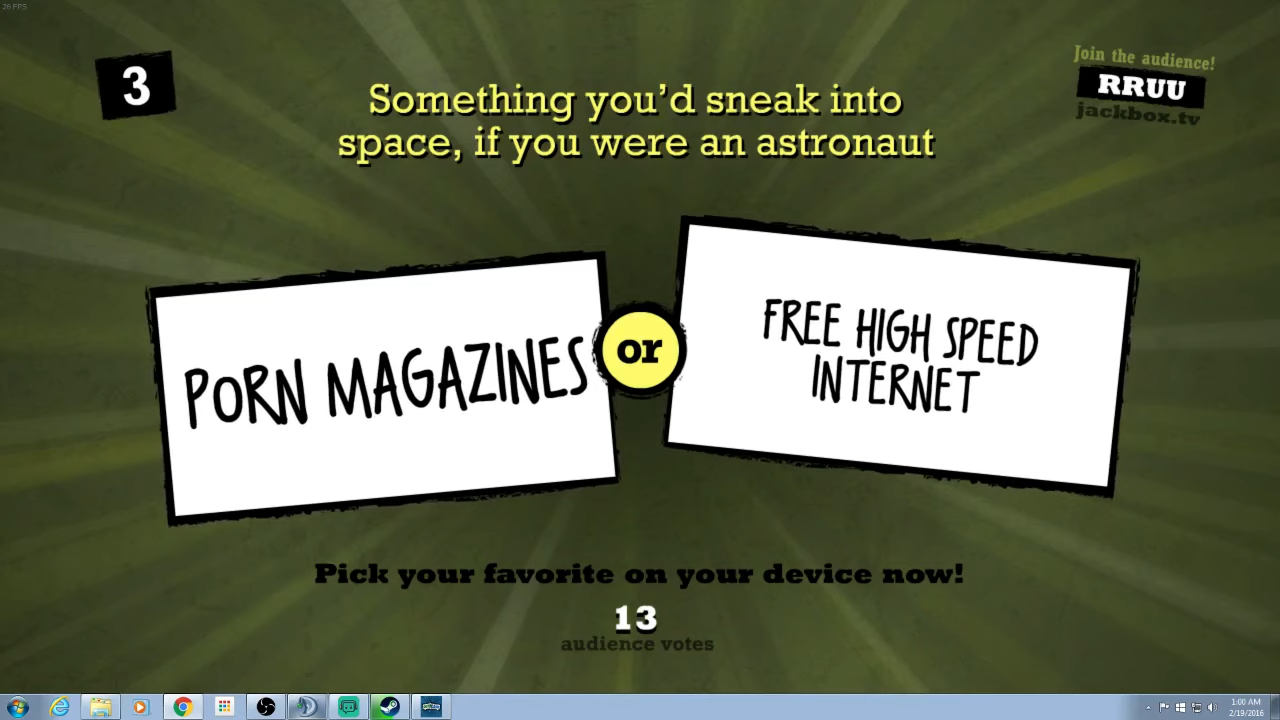 26 FPS
3
Join the audience!
RRUU
jackbox.tv
Something you'd sneak into
space, if you were an astronaut
PORN MAGAZINES
or
FREE HIGH SPEED
INTERNET
Pick your favorite on your device now!
13
audience votes
1:00 AM
2/19/2016